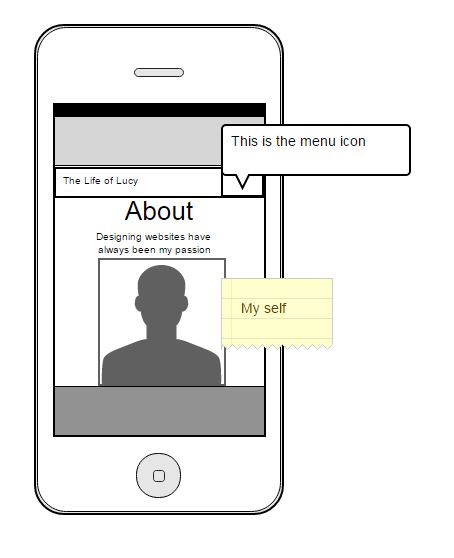 This is the menu icon
The Life of Lucy
About
Designing websites have
always been my passion
My self